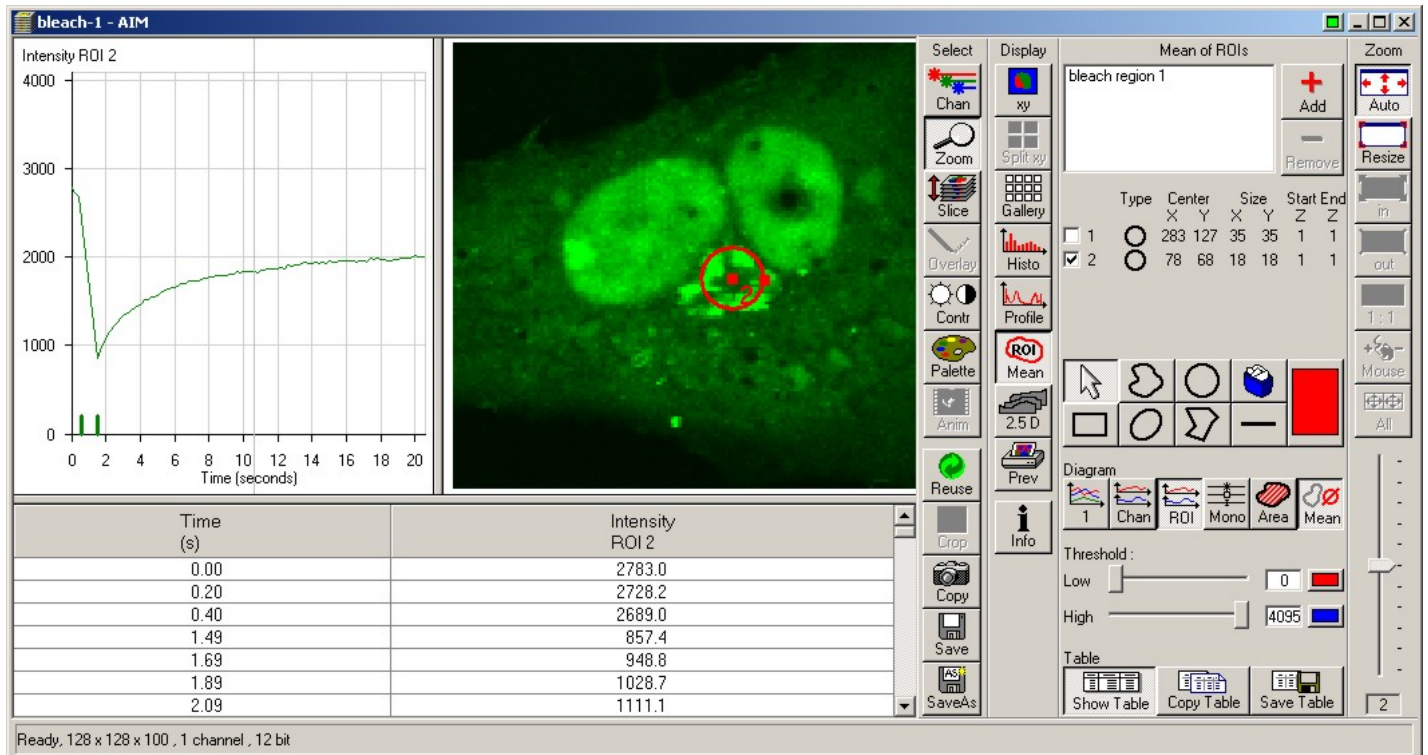 bleach-1 - AIM
Intensity ROI 2
4000
3000
2000
1000
0
0 2 4 6 8 10 12 14 16 18 20
Time (seconds)
2
Time
(s)
Intensity
ROI 2
0.00 2783.0
0.20 2728.2
0.40 2689.0
1.49 857.4
1.69 948.8
1.89 1028.7
2.09 1111.1
Select
Chan
Zoom
Slice
Overlay
Contr
Palette
Anim
Reuse
Crop
Copy
Save
AS
SaveAs
Display
xy
Split xy
Gallery
Histo
Profile
ROI
Mean
2.5 D
Prev
i
Info
Mean of ROIs
bleach region 1
Add
Remove
Type Center Size Start End
X Y X Y Z Z
1 283 127 35 35 1 1
2 78 68 18 18 1 1
Diagram
1 Chan ROI Mono Area Mean
Threshold :
Low 0
High 4095
Table
Show Table Copy Table Save Table
Zoom
Auto
Resize
in
out
1 : 1
Mouse
All
2
Ready, 128 x 128 x 100 , 1 channel , 12 bit